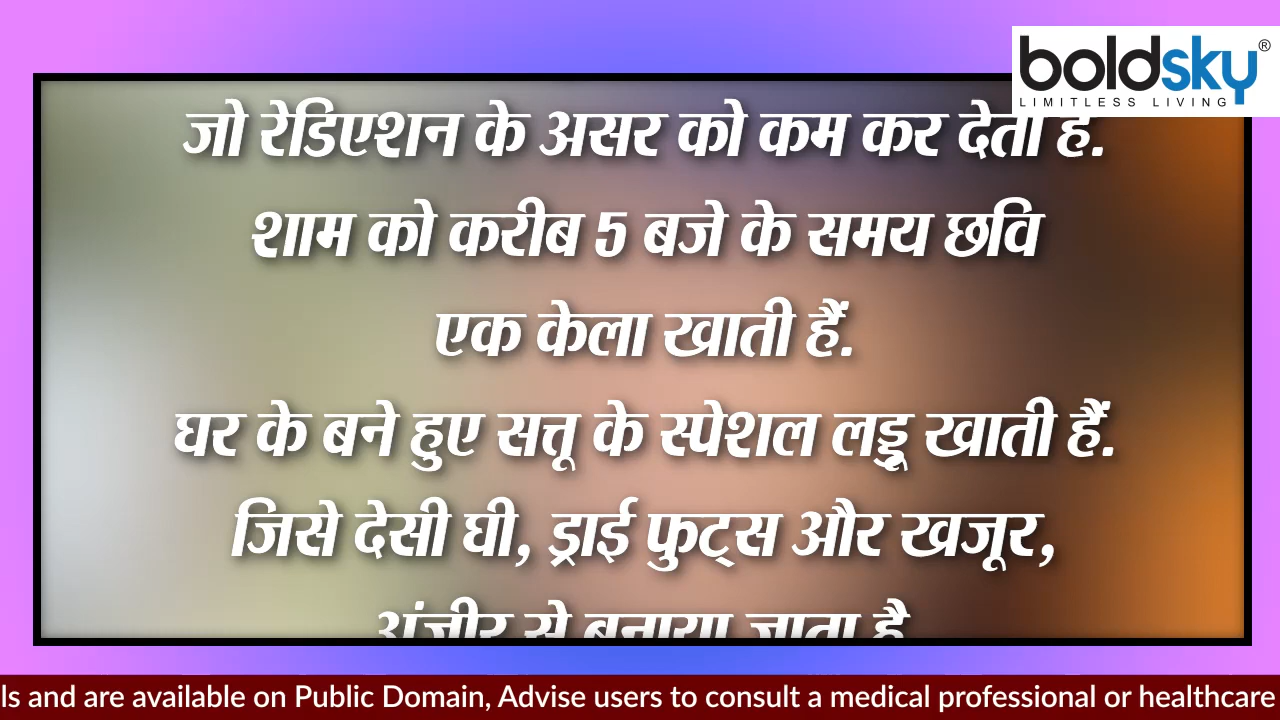 boldsky®
LIMITLESS LIVING
जो रेडिएशन के असर को कम कर देता है.
शाम को करीब 5 बजे के समय छवि
एक केला खाती हैं.
घर के बने हुए सत्तू के स्पेशल लड्डू खाती हैं.
जिसे देसी घी, ड्राई फ्रुट्स और खजूर,
अंजीर से बनाया जाता है
ls and are available on Public Domain, Advise users to consult a medical professional or healthcare